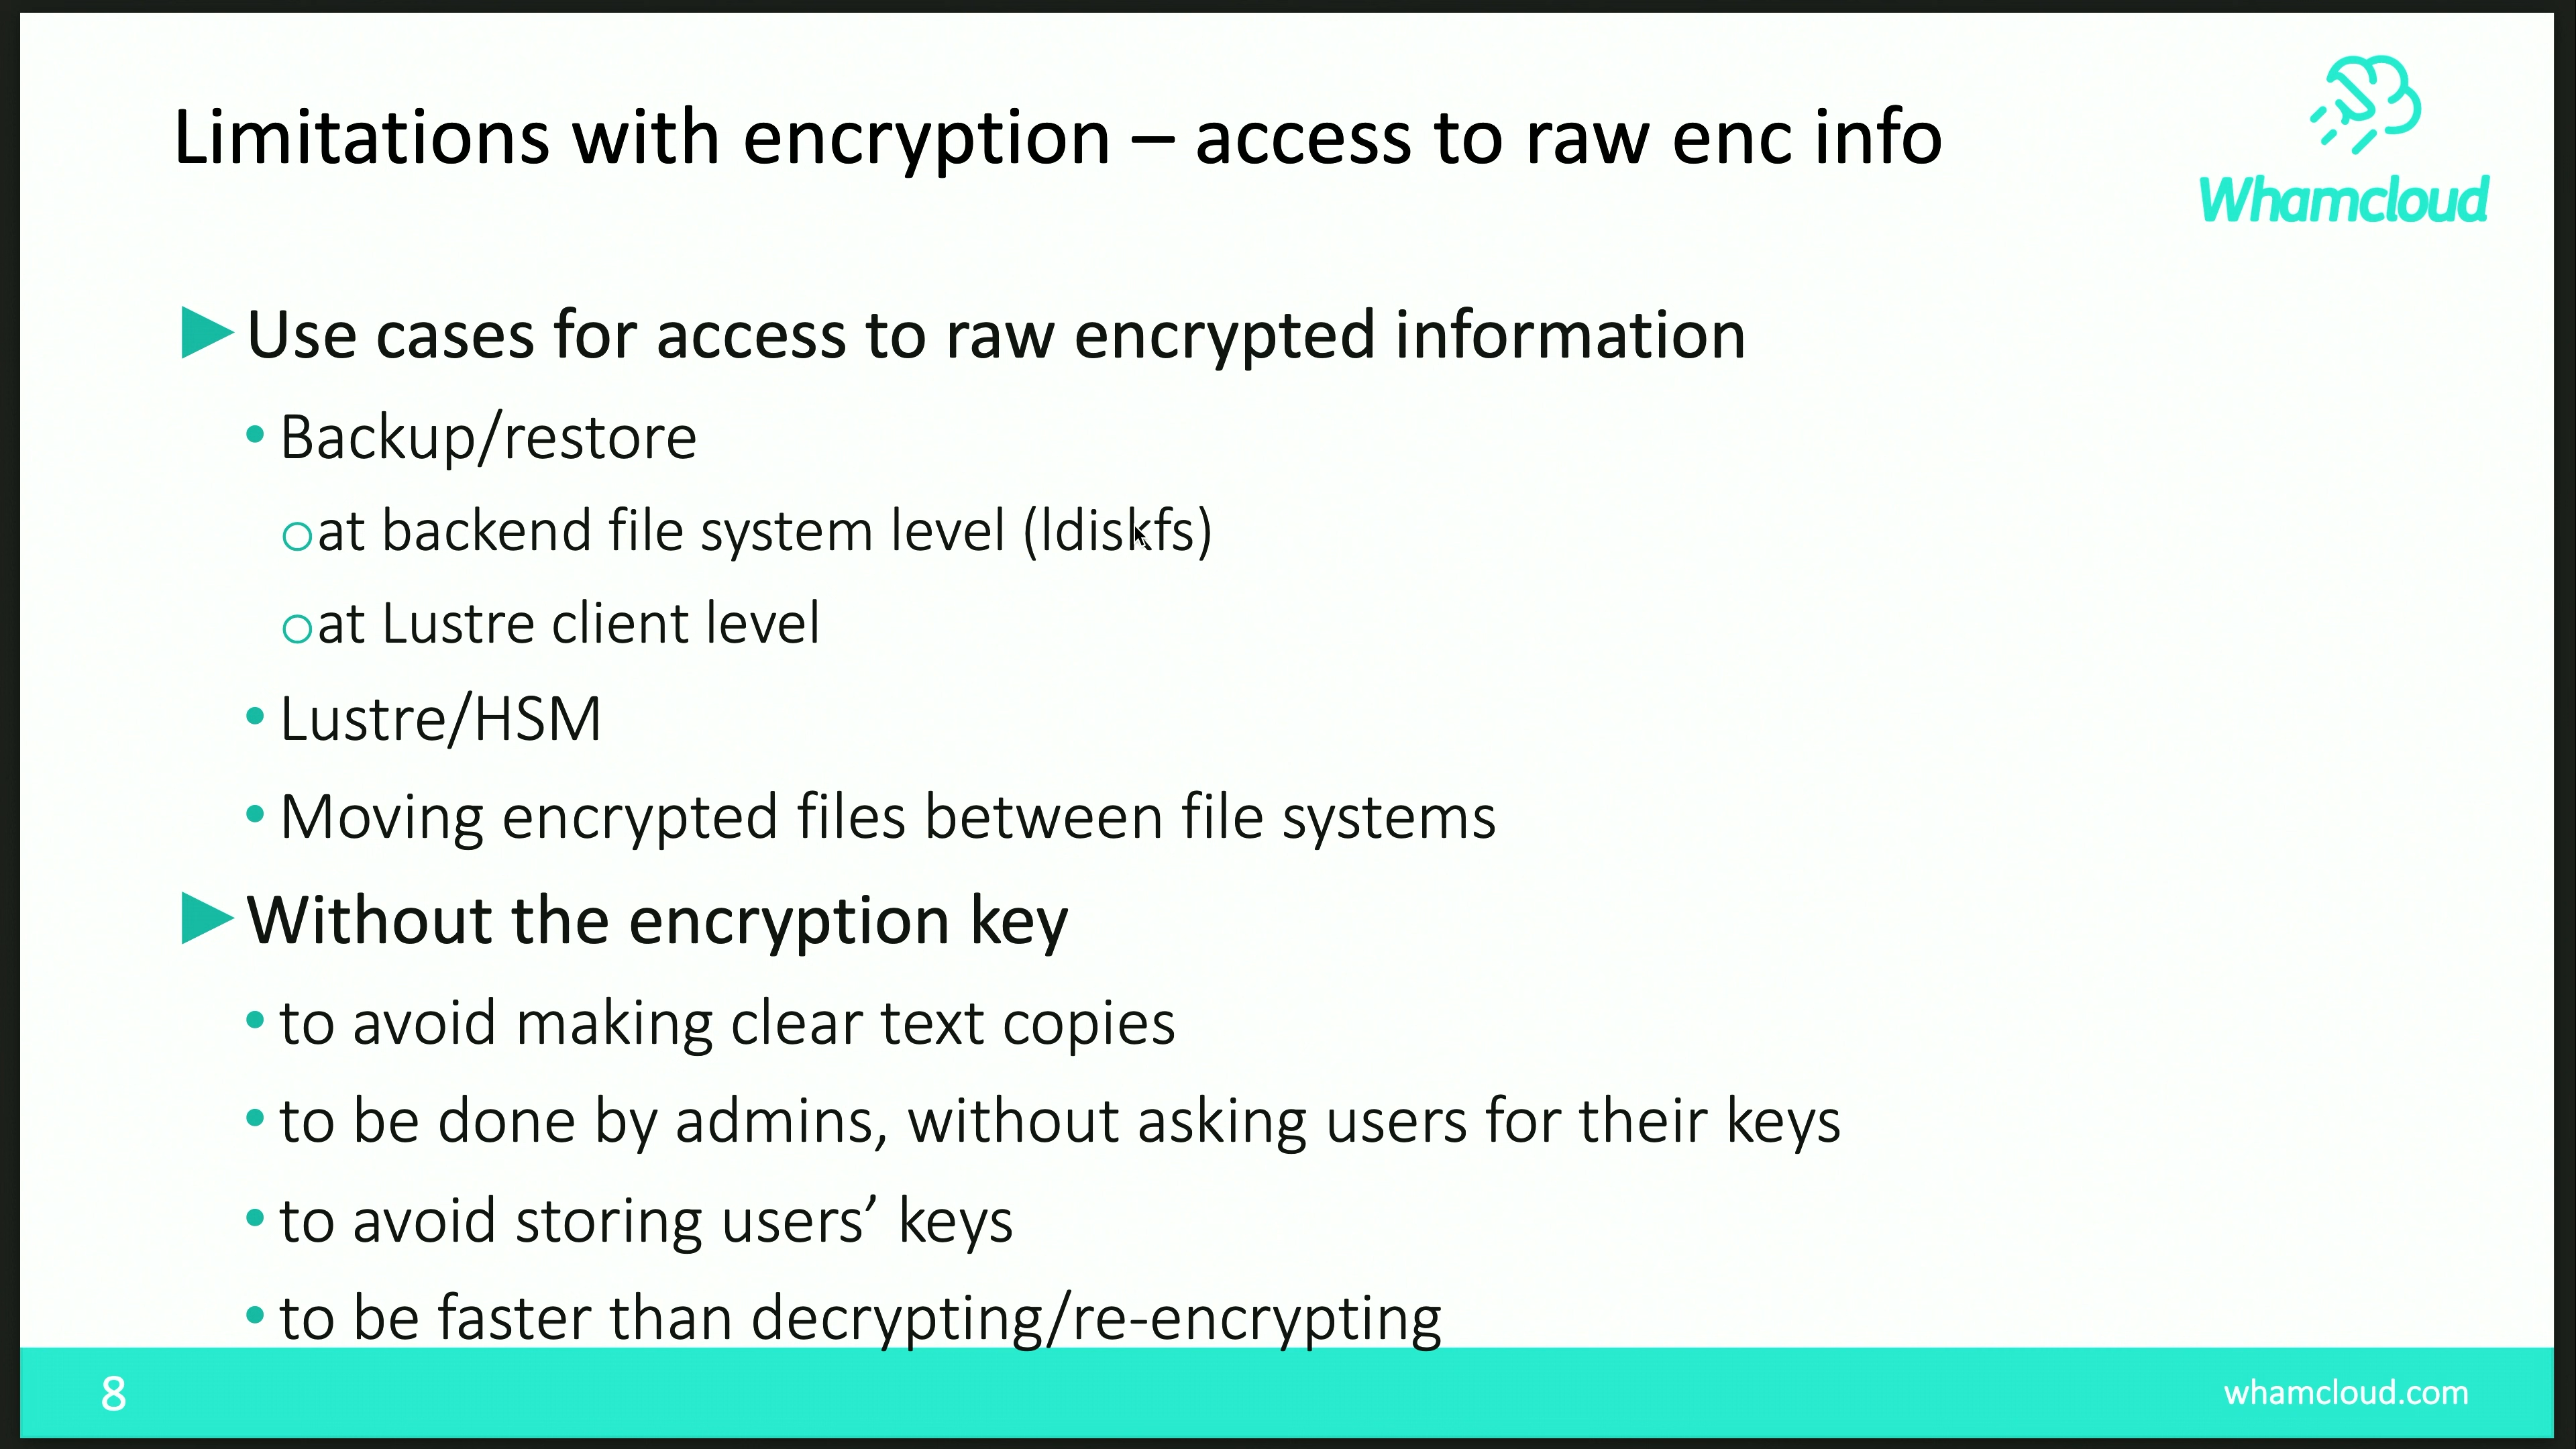 Limitations with encryption – access to raw enc info
Whamcloud
Use cases for access to raw encrypted information
Backup/restore
at backend file system level (ldiskfs)
at Lustre client level
Lustre/HSM
Moving encrypted files between file systems
Without the encryption key
to avoid making clear text copies
to be done by admins, without asking users for their keys
to avoid storing users’ keys
to be faster than decrypting/re-encrypting
8
whamcloud.com